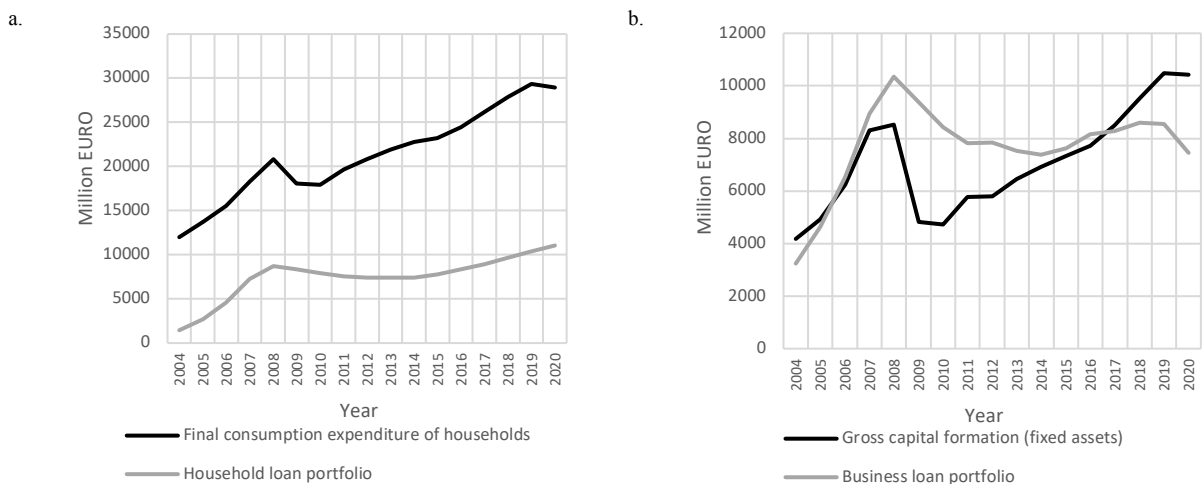 a.
35000
30000
25000
20000
15000
10000
5000
0
Million EURO
2004 2005 2006 2007 2008 2009 2010 2011 2012 2013 2014 2015 2016 2017 2018 2019 2020
Year
Final consumption expenditure of households
Household loan portfolio
b.
12000
10000
8000
6000
4000
2000
0
Million EURO
2004 2005 2006 2007 2008 2009 2010 2011 2012 2013 2014 2015 2016 2017 2018 2019 2020
Year
Gross capital formation (fixed assets)
Business loan portfolio